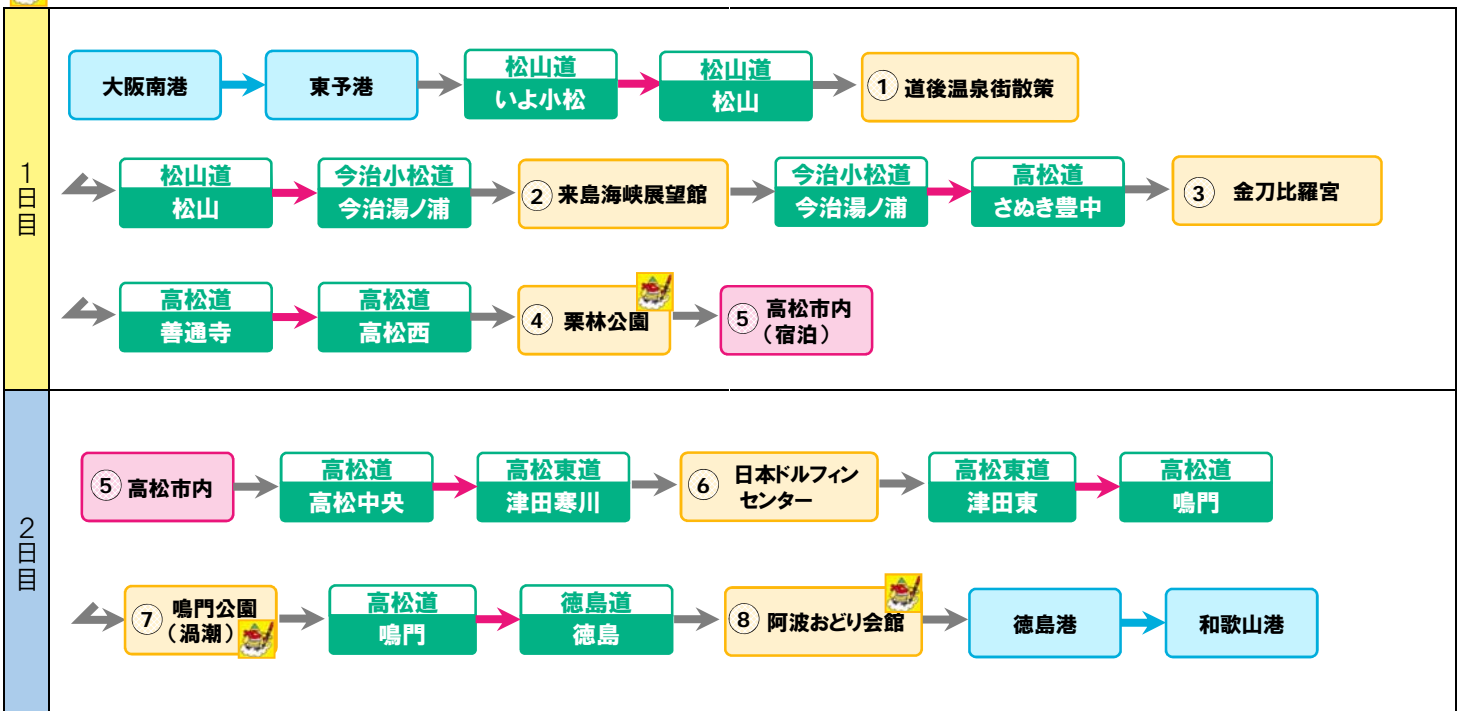 1日目
大阪南港
東予港
松山道
いよ小松
松山道
松山
① 道後温泉街散策
松山道
松山
今治小松道
今治湯ノ浦
② 来島海峡展望館
今治小松道
今治湯ノ浦
高松道
さぬき豊中
③ 金刀比羅宮
高松道
善通寺
高松道
高松西
④ 栗林公園
⑤ 高松市内
（宿泊）
2日目
⑤ 高松市内
高松道
高松中央
高松東道
津田寒川
⑥ 日本ドルフィン
センター
高松東道
津田東
高松道
鳴門
⑦ 鳴門公園
（渦潮）
高松道
鳴門
徳島道
徳島
⑧ 阿波おどり会館
徳島港
和歌山港